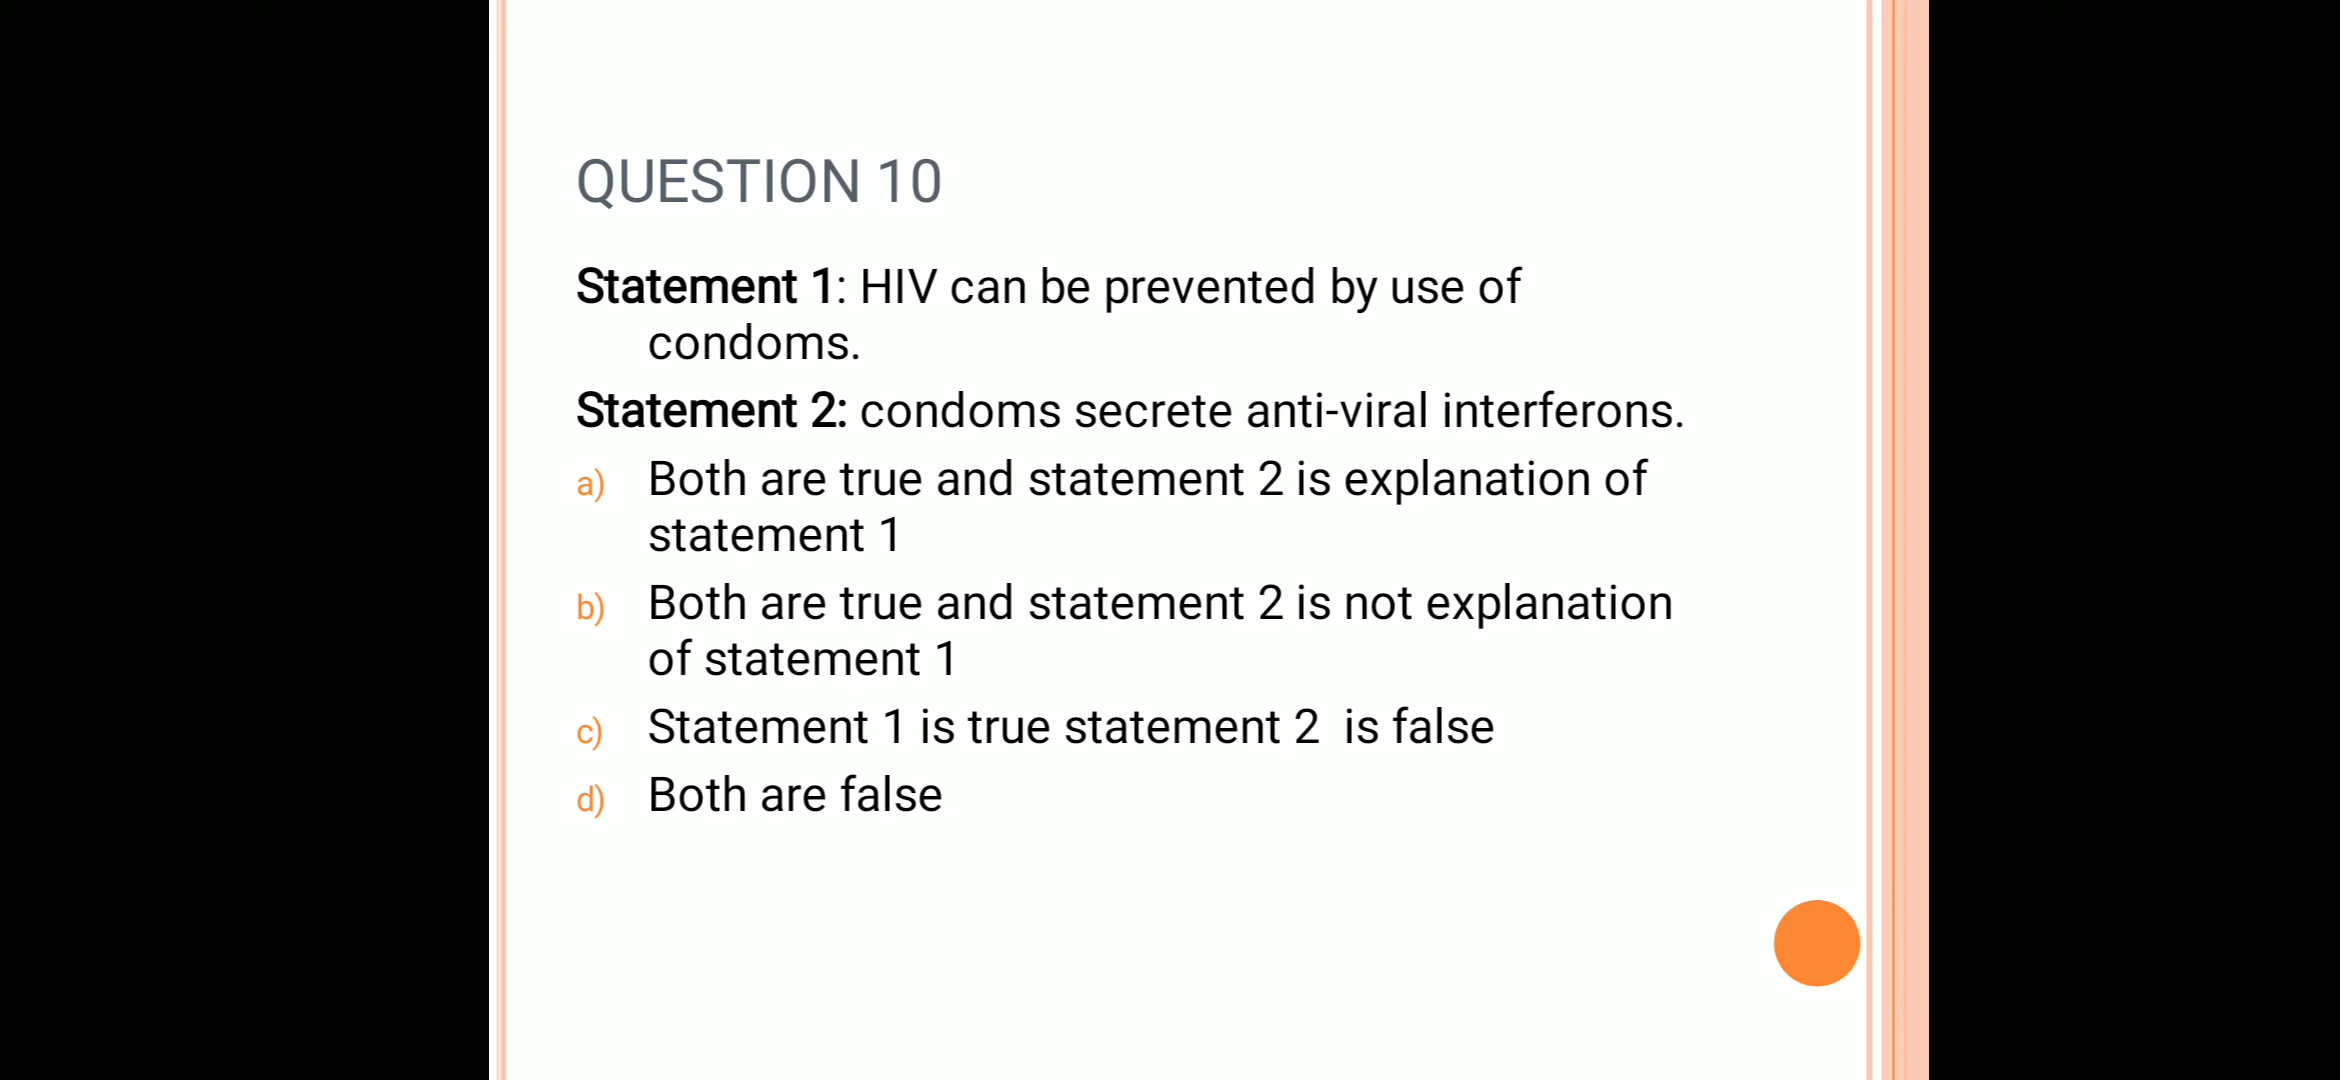 QUESTION 10
Statement 1: HIV can be prevented by use of
condoms.
Statement 2: condoms secrete anti-viral interferons.
a) Both are true and statement 2 is explanation of
statement 1
b) Both are true and statement 2 is not explanation
of statement 1
c) Statement 1 is true statement 2  is false
d) Both are false